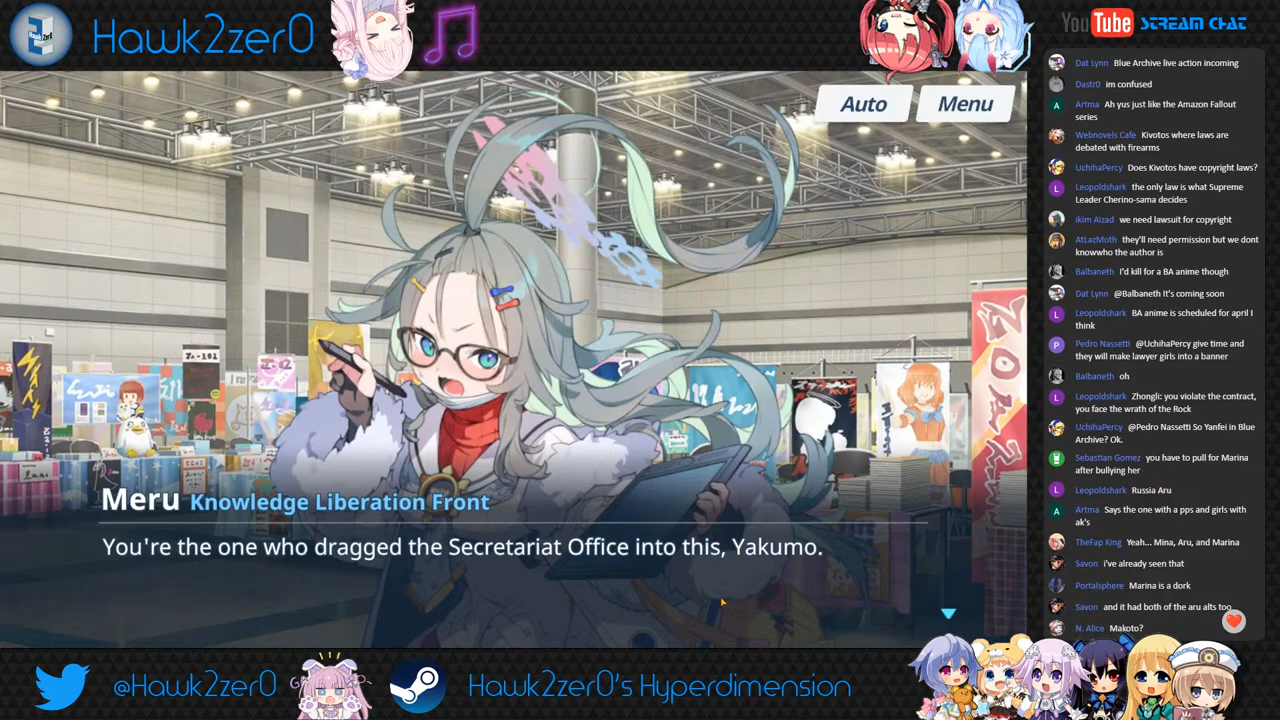 Hawk2zer0
YouTube STREAM CHAT
Auto
Menu
Meru Knowledge Liberation Front
You're the one who dragged the Secretariat Office into this, Yakumo.
Dat Lynn Blue Archive live action incoming
Dastr0 im confused
Artma Ah yus just like the Amazon Fallout
series
Webnovels Cafe Kivotos where laws are
debated with firearms
UchihaPercy Does Kivotos have copyright laws?
Leopoldshark the only law is what Supreme
Leader Cherino-sama decides
ikim Aizad we need lawsuit for copyright
AtLazMoth they'll need permission but we dont
knowwho the author is
Balbaneth I'd kill for a BA anime though
Dat Lynn @Balbaneth It's coming soon
Leopoldshark BA anime is scheduled for april I
think
Pedro Nassetti @UchihaPercy give time and
they will make lawyer girls into a banner
Balbaneth oh
Leopoldshark Zhongli: you violate the contract,
you face the wrath of the Rock
UchihaPercy @Pedro Nassetti So Yanfei in Blue
Archive? Ok.
Sebastian Gomez you have to pull for Marina
after bullying her
Leopoldshark Russia Aru
Artma Says the one with a pps and girls with
ak's
TheFap King Yeah... Mina, Aru, and Marina
Savon i've already seen that
Portalsphere Marina is a dork
Savon and it had both of the aru alts too
N. Alice Makoto?
@Hawk2zer0
Hawk2zer0's Hyperdimension